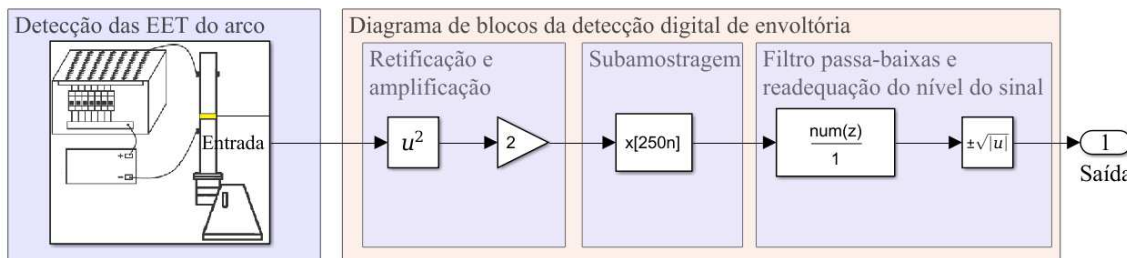 Detecção das EET do arco
Entrada
+
−
Diagrama de blocos da detecção digital de envoltória
Retificação e
amplificação
u²
2
Subamostragem
x[250n]
Filtro passa-baixas e
readequação do nível do sinal
num(z)
1
±√|u|
1
Saída